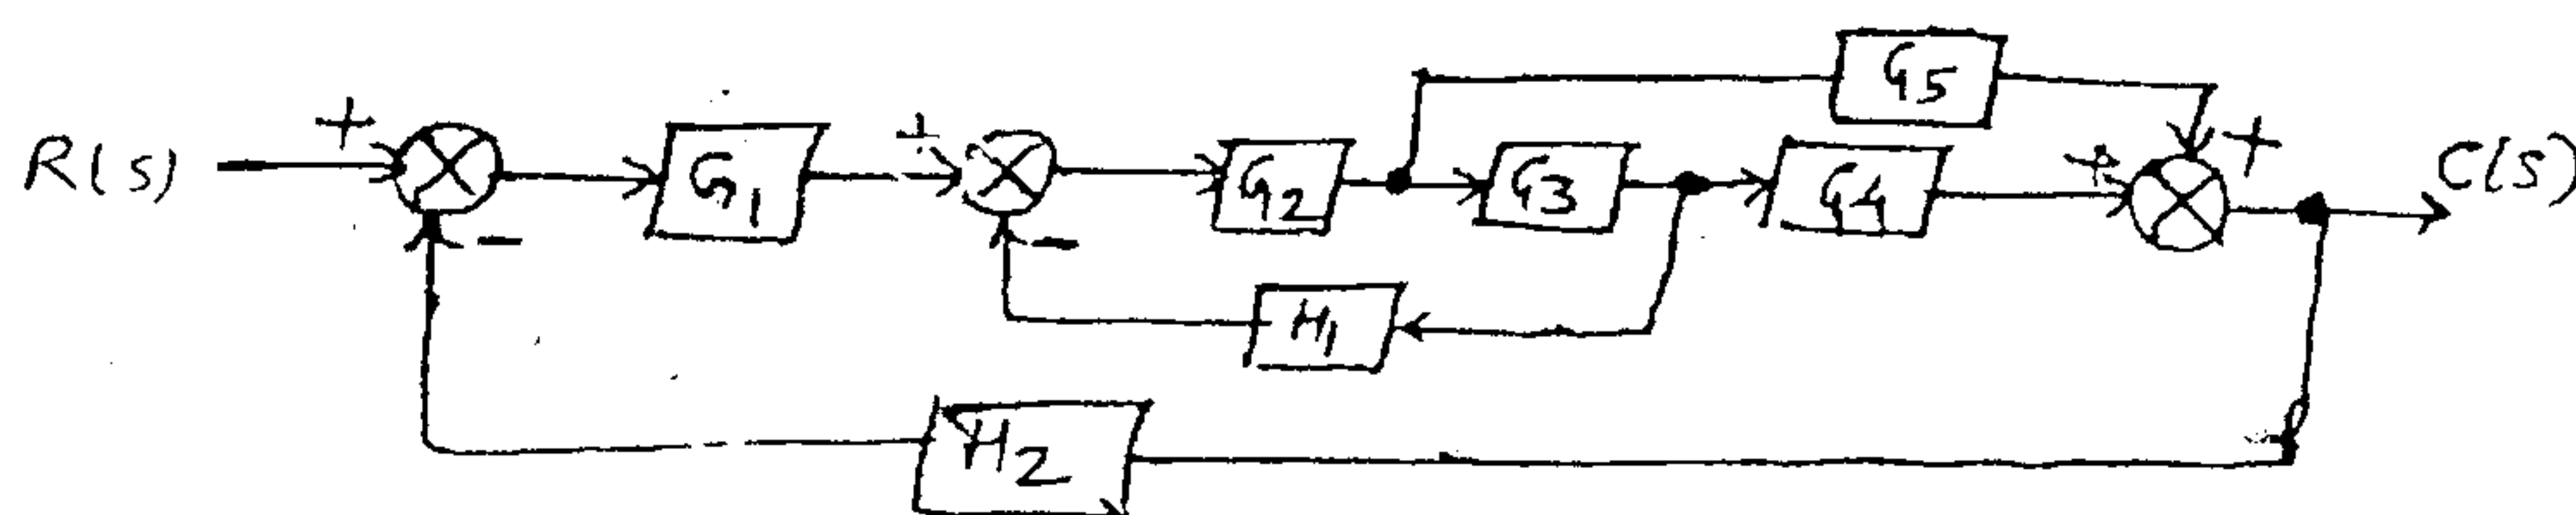 G5
R(s) + G1 + G2 G3 G4 + + C(s)
- -
H1
H2